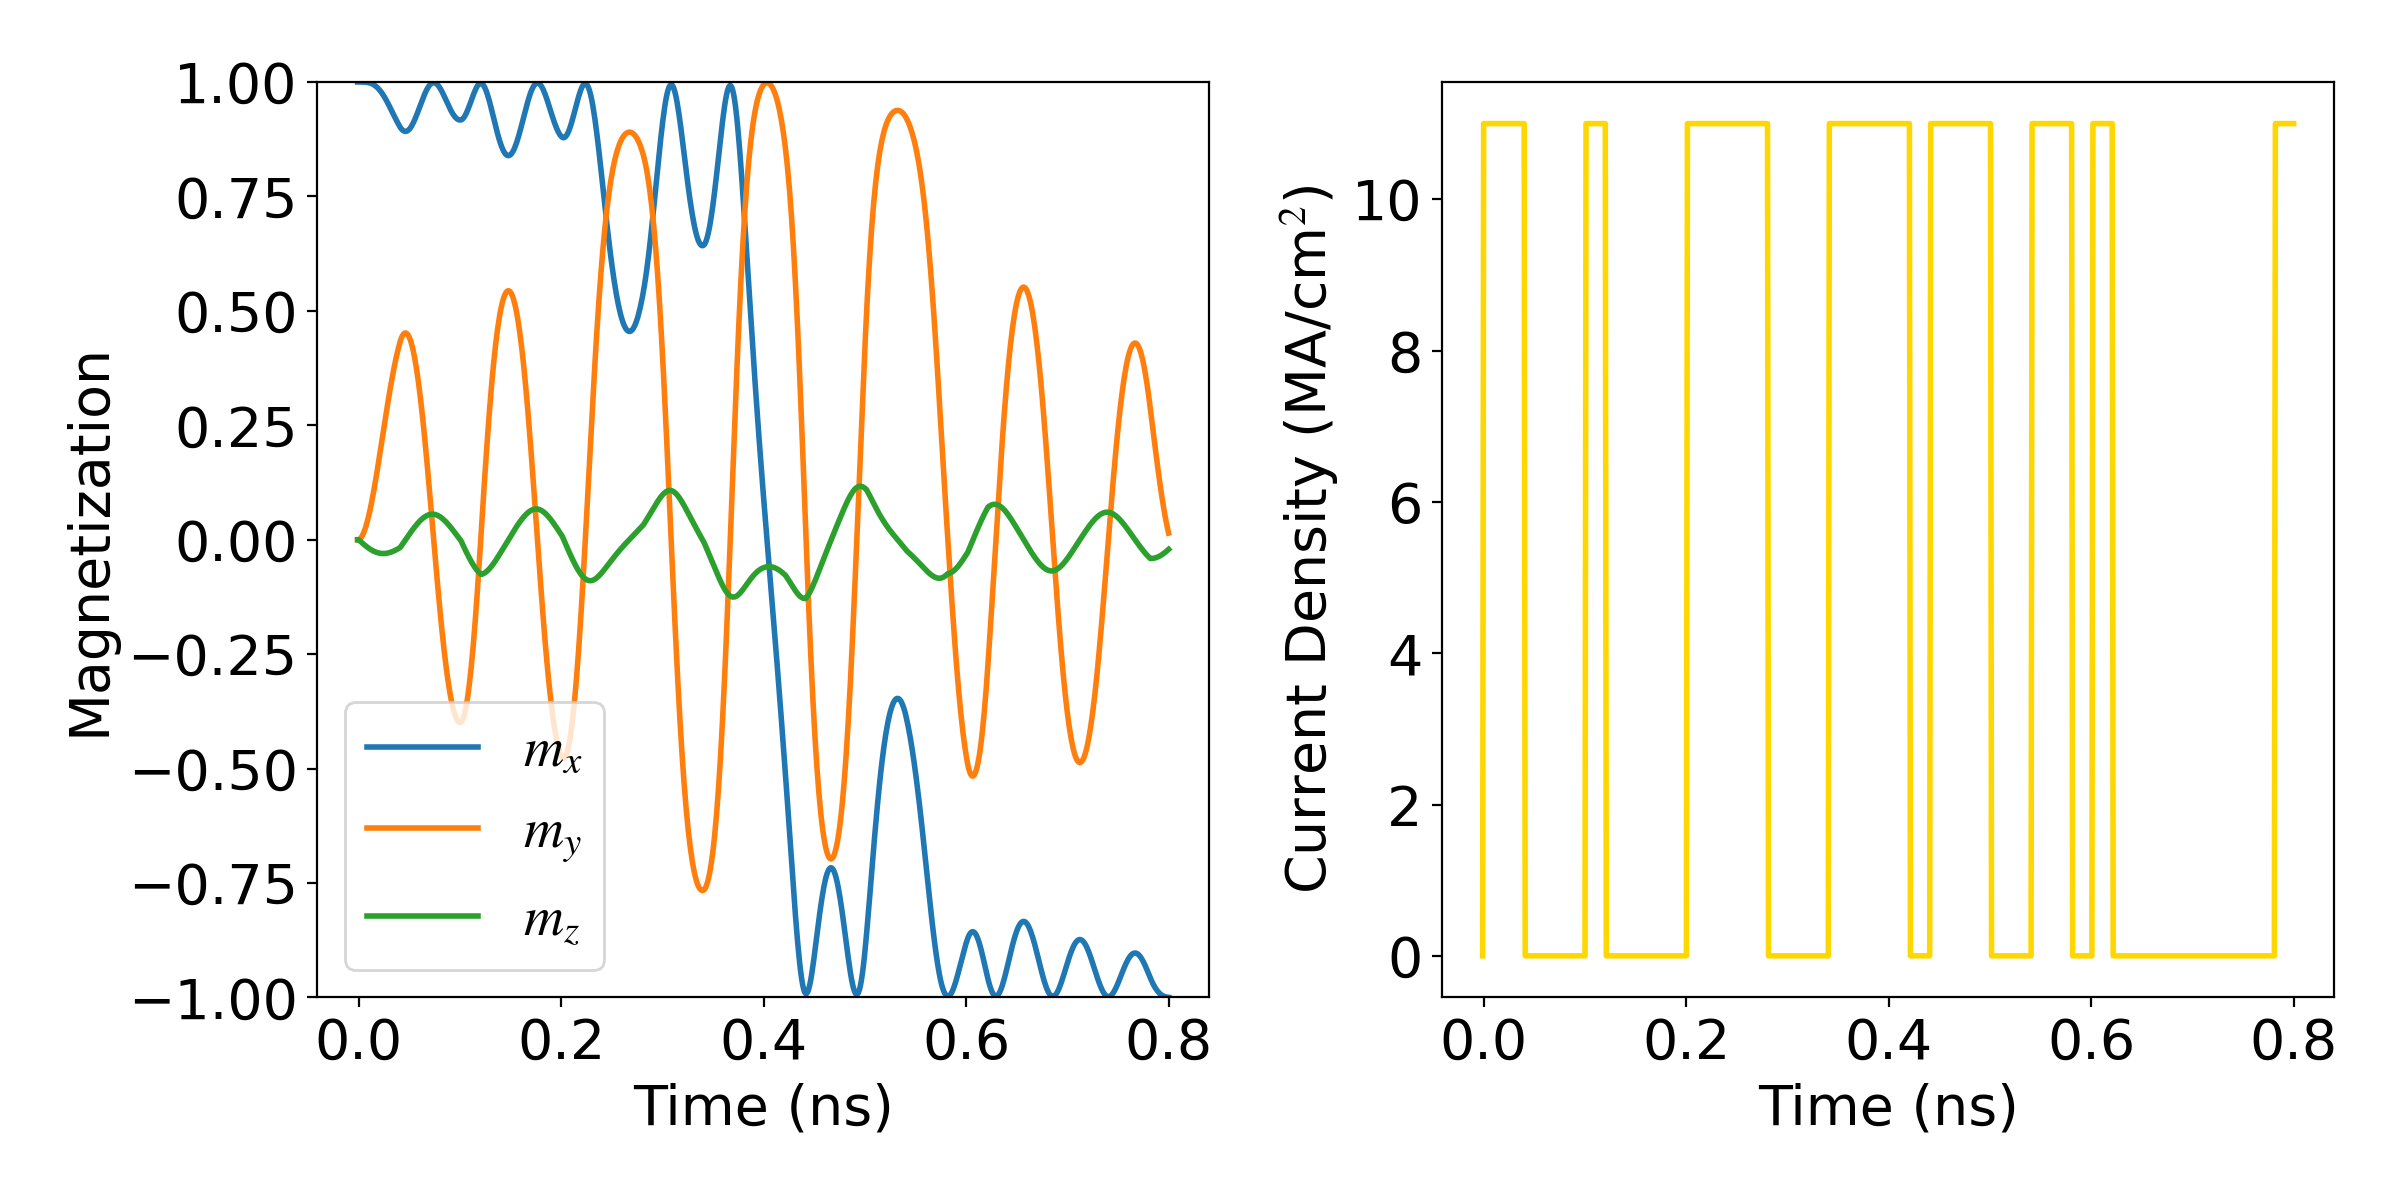 1.00
0.75
0.50
0.25
0.00
−0.25
−0.50
−0.75
−1.00
Magnetization
m_x
m_y
m_z
0.0 0.2 0.4 0.6 0.8
Time (ns)
10
8
6
4
2
0
Current Density (MA/cm²)
0.0 0.2 0.4 0.6 0.8
Time (ns)